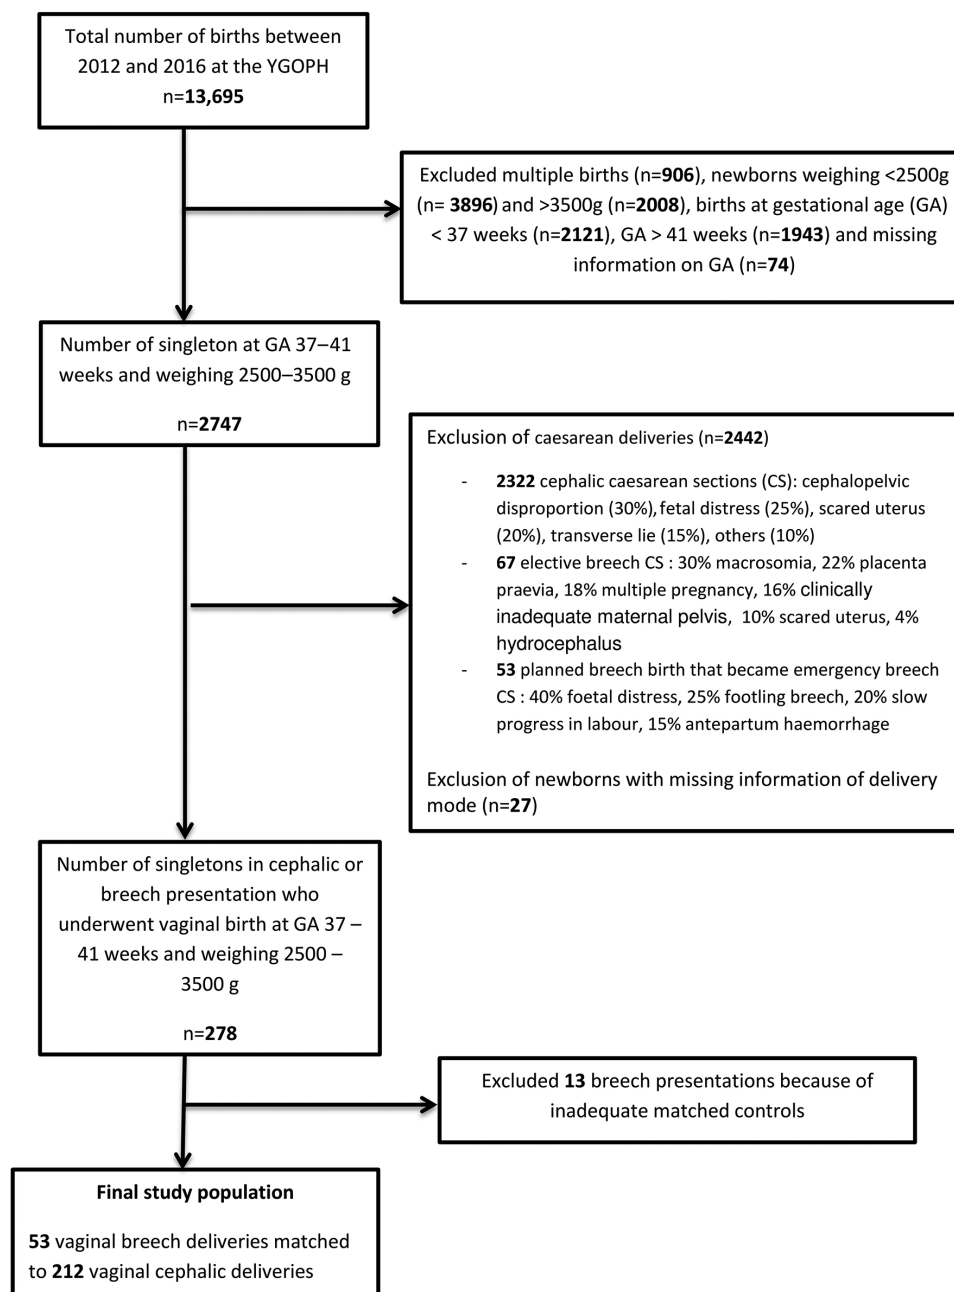 Total number of births between
2012 and 2016 at the YGOPH
n=13,695
Excluded multiple births (n=906), newborns weighing <2500g
(n= 3896) and >3500g (n=2008), births at gestational age (GA)
< 37 weeks (n=2121), GA > 41 weeks (n=1943) and missing
information on GA (n=74)
Number of singleton at GA 37–41
weeks and weighing 2500–3500 g
n=2747
Exclusion of caesarean deliveries (n=2442)
- 2322 cephalic caesarean sections (CS): cephalopelvic
disproportion (30%), fetal distress (25%), scared uterus
(20%), transverse lie (15%), others (10%)
- 67 elective breech CS : 30% macrosomia, 22% placenta
praevia, 18% multiple pregnancy, 16% clinically
inadequate maternal pelvis, 10% scared uterus, 4%
hydrocephalus
- 53 planned breech birth that became emergency breech
CS : 40% foetal distress, 25% footling breech, 20% slow
progress in labour, 15% antepartum haemorrhage
Exclusion of newborns with missing information of delivery
mode (n=27)
Number of singletons in cephalic or
breech presentation who
underwent vaginal birth at GA 37 –
41 weeks and weighing 2500 –
3500 g
n=278
Excluded 13 breech presentations because of
inadequate matched controls
Final study population
53 vaginal breech deliveries matched
to 212 vaginal cephalic deliveries